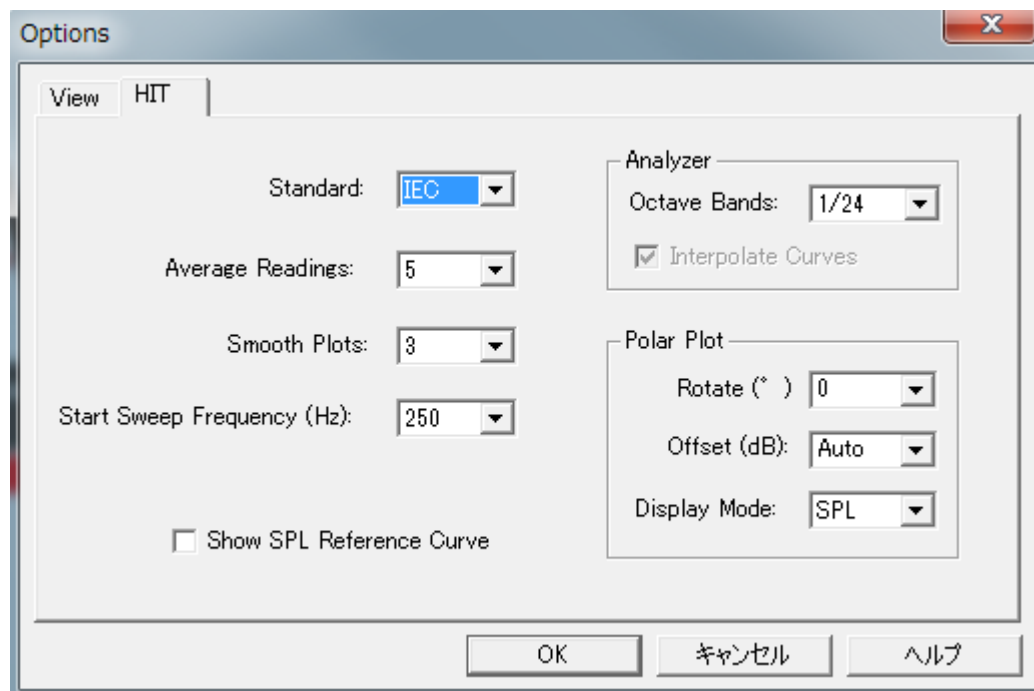 Options
View HIT
Standard: IEC
Average Readings: 5
Smooth Plots: 3
Start Sweep Frequency (Hz): 250
Show SPL Reference Curve
Analyzer
Octave Bands: 1/24
Interpolate Curves
Polar Plot
Rotate (° ) 0
Offset (dB): Auto
Display Mode: SPL
OK キャンセル ヘルプ